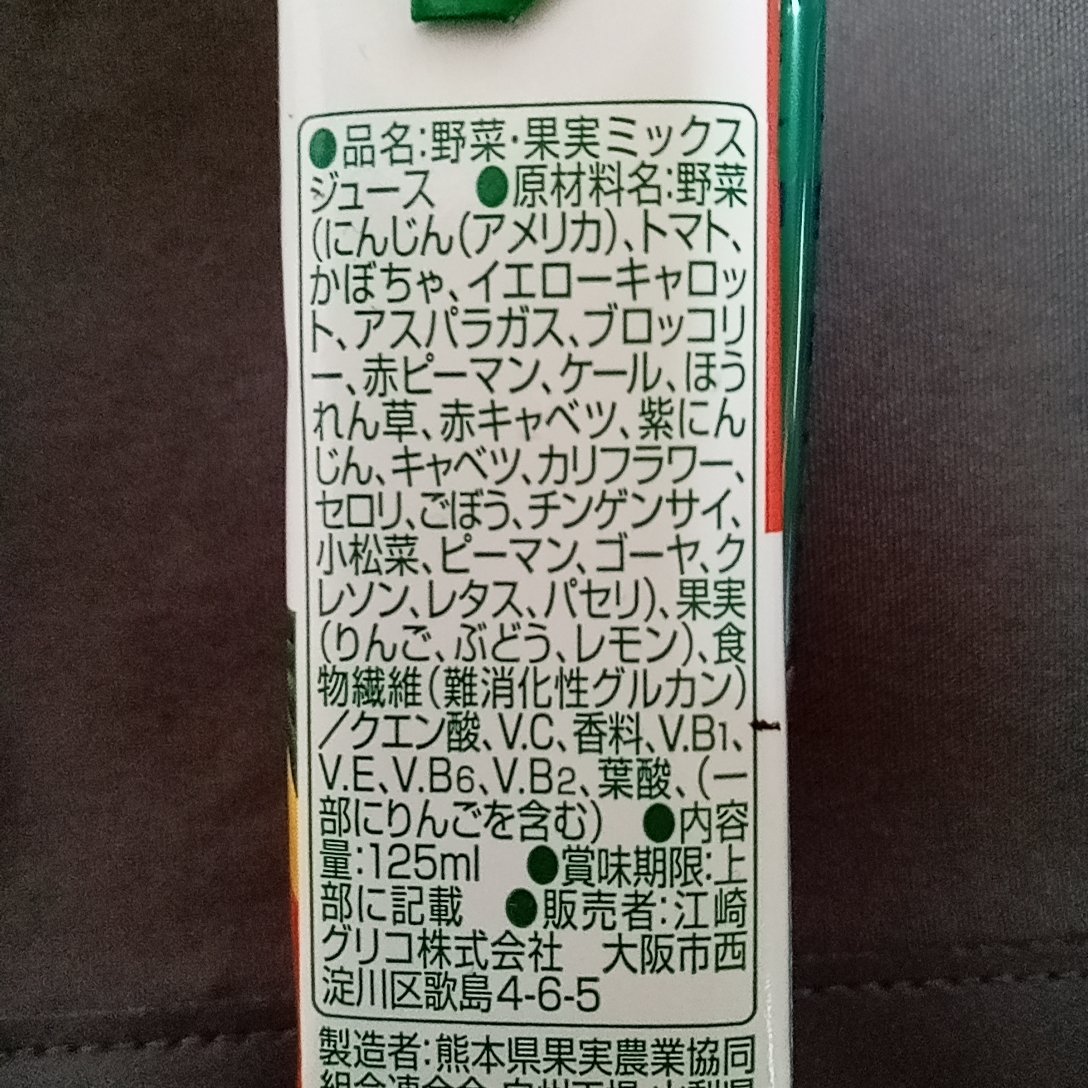 ●品名:野菜・果実ミックス
ジュース ●原材料名:野菜
(にんじん(アメリカ)、トマト、
かぼちゃ、イエローキャロッ
ト、アスパラガス、ブロッコリ
ー、赤ピーマン、ケール、ほう
れん草、赤キャベツ、紫にん
じん、キャベツ、カリフラワー、
セロリ、ごぼう、チンゲンサイ、
小松菜、ピーマン、ゴーヤ、ク
レソン、レタス、パセリ)、果実
(りんご、ぶどう、レモン)、食
物繊維(難消化性グルカン)
/クエン酸、V.C、香料、V.B1、
V.E、V.B6、V.B2、葉酸、(一
部にりんごを含む) ●内容
量:125ml ●賞味期限:上
部に記載 ●販売者:江崎
グリコ株式会社 大阪市西
淀川区歌島4-6-5
製造者:熊本県果実農業協同